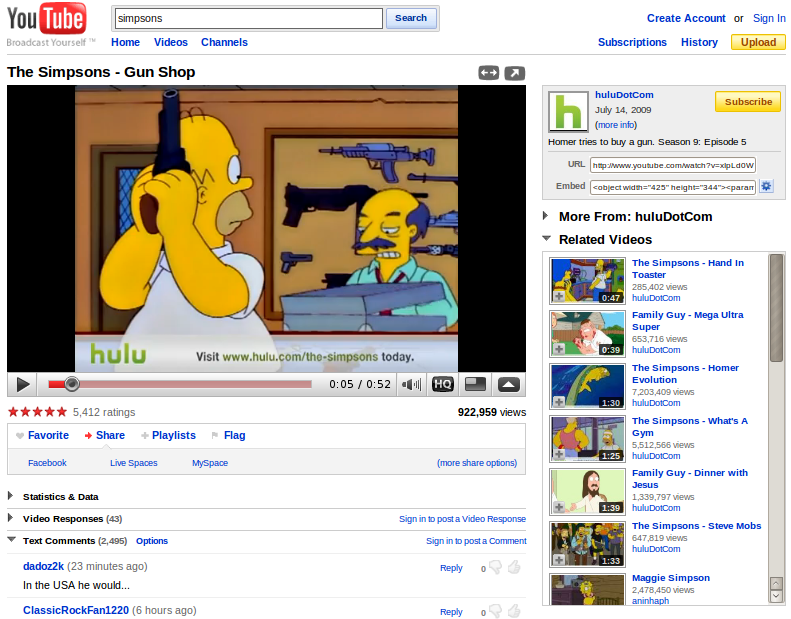 YouTube
Broadcast Yourself ™
simpsons
Search
Create Account or Sign In
Home Videos Channels
Subscriptions History Upload
The Simpsons - Gun Shop
hulu
Visit www.hulu.com/the-simpsons today.
0:05 / 0:52
HQ
5,412 ratings
922,959 views
Favorite Share Playlists Flag
Facebook Live Spaces MySpace (more share options)
Statistics & Data
Video Responses (43)
Sign in to post a Video Response
Text Comments (2,495) Options
Sign in to post a Comment
dadoz2k (23 minutes ago)
Reply 0
In the USA he would...
ClassicRockFan1220 (6 hours ago)
Reply 0
h
huluDotCom
July 14, 2009
(more info)
Subscribe
Homer tries to buy a gun. Season 9: Episode 5
URL http://www.youtube.com/watch?v=xIpLd0W
Embed <object width="425" height="344"><param
More From: huluDotCom
Related Videos
The Simpsons - Hand In
Toaster
285,402 views
huluDotCom
0:47
Family Guy - Mega Ultra
Super
653,716 views
huluDotCom
0:39
The Simpsons - Homer
Evolution
7,203,409 views
huluDotCom
1:30
The Simpsons - What's A
Gym
5,512,566 views
huluDotCom
1:25
Family Guy - Dinner with
Jesus
1,339,797 views
huluDotCom
1:39
The Simpsons - Steve Mobs
647,819 views
huluDotCom
1:33
Maggie Simpson
2,478,450 views
aninhaph